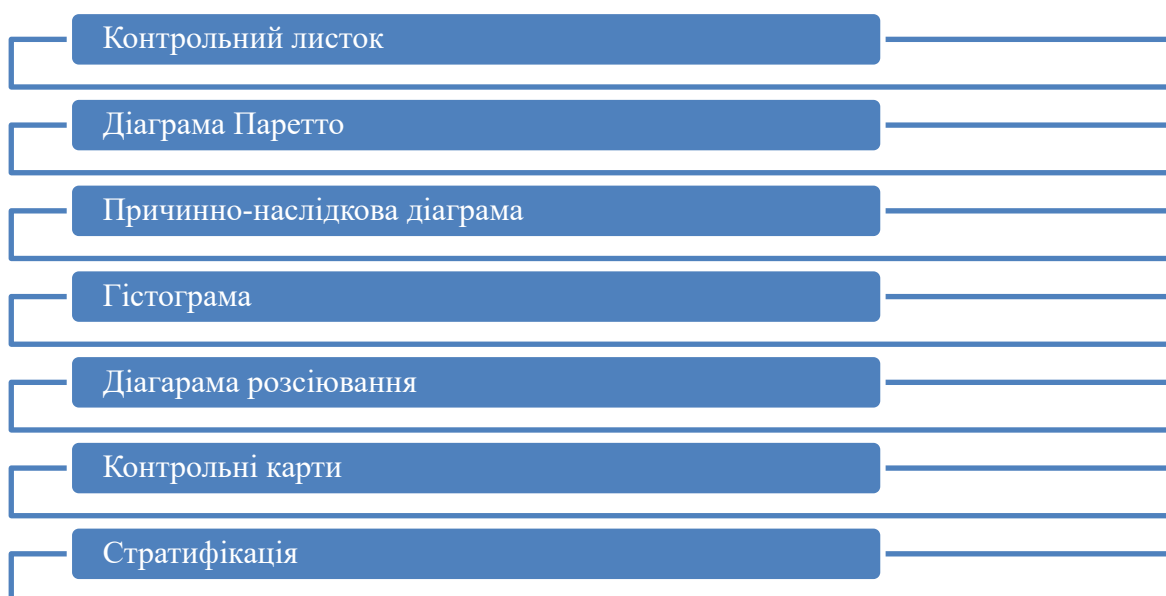 Контрольний листок
Діаграма Паретто
Причинно-наслідкова діаграма
Гістограма
Діагарама розсіювання
Контрольні карти
Стратифікація